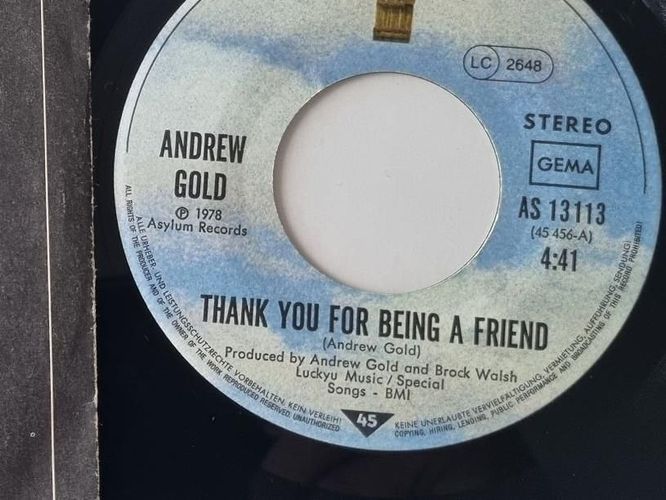 LC 2648
STEREO
GEMA
AS 13113
(45 456-A)
4:41
ANDREW
GOLD
℗ 1978
Asylum Records
THANK YOU FOR BEING A FRIEND
(Andrew Gold)
Produced by Andrew Gold and Brock Walsh
Luckyu Music / Special
Songs - BMI
45
ALLE URHEBER- UND LEISTUNGSSCHUTZRECHTE VORBEHALTEN. KEIN VERLEIH!
KEINE UNERLAUBTE VERVIELFÄLTIGUNG, VERMIETUNG, AUFFÜHRUNG, SENDUNG!
ALL RIGHTS OF THE PRODUCER AND OF THE OWNER OF THE WORK REPRODUCED RESERVED. UNAUTHORIZED
COPYING, HIRING, LENDING, PUBLIC PERFORMANCE AND BROADCASTING OF THIS RECORD PROHIBITED!